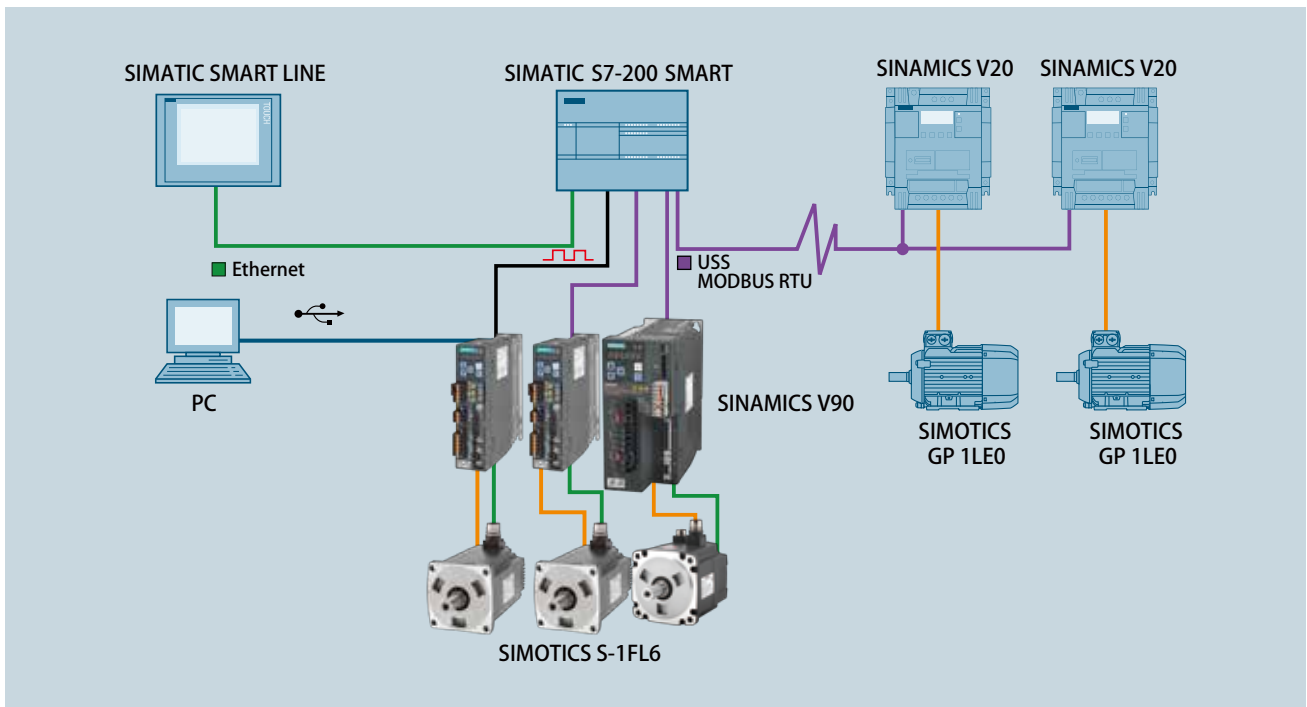 SIMATIC SMART LINE
SIMATIC S7-200 SMART
SINAMICS V20
SINAMICS V20
TOUCH
Ethernet
USS
MODBUS RTU
PC
SINAMICS V90
SIMOTICS
GP 1LE0
SIMOTICS
GP 1LE0
SIMOTICS S-1FL6